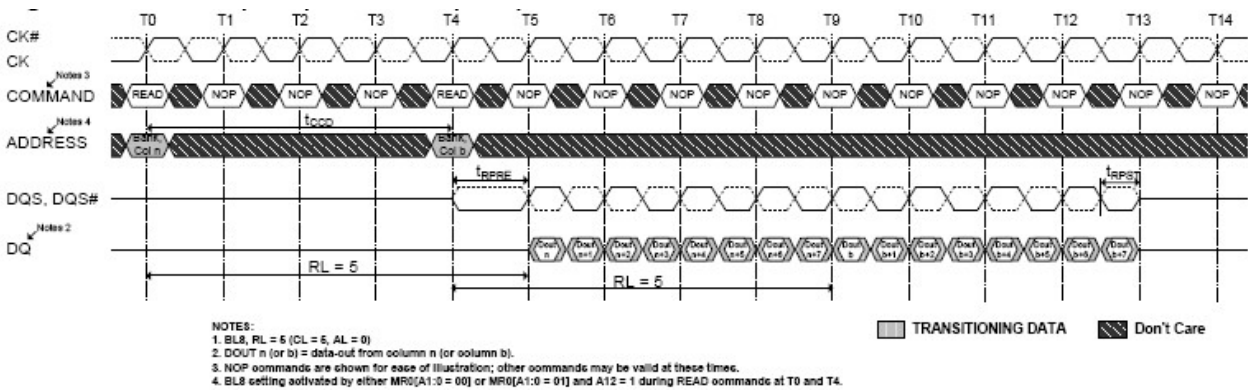 T0 T1 T2 T3 T4 T5 T6 T7 T8 T9 T10 T11 T12 T13 T14
CK#
CK
Notes 3
COMMAND READ NOP NOP NOP READ NOP NOP NOP NOP NOP NOP NOP NOP NOP NOP
tCCD
Notes 4
ADDRESS Bank, Col n Bank, Col b
tRPRE tRPST
DQS, DQS#
Notes 2
DQ Dout n Dout n+1 Dout n+2 Dout n+3 Dout n+4 Dout n+5 Dout n+6 Dout n+7 Dout b Dout b+1 Dout b+2 Dout b+3 Dout b+4 Dout b+5 Dout b+6 Dout b+7
RL = 5
RL = 5
NOTES: TRANSITIONING DATA Don't Care
1. BL8, RL = 5 (CL = 5, AL = 0)
2. DOUT n (or b) = data-out from column n (or column b).
3. NOP commands are shown for ease of illustration; other commands may be valid at these times.
4. BL8 setting activated by either MR0[A1:0 = 00] or MR0[A1:0 = 01] and A12 = 1 during READ commands at T0 and T4.